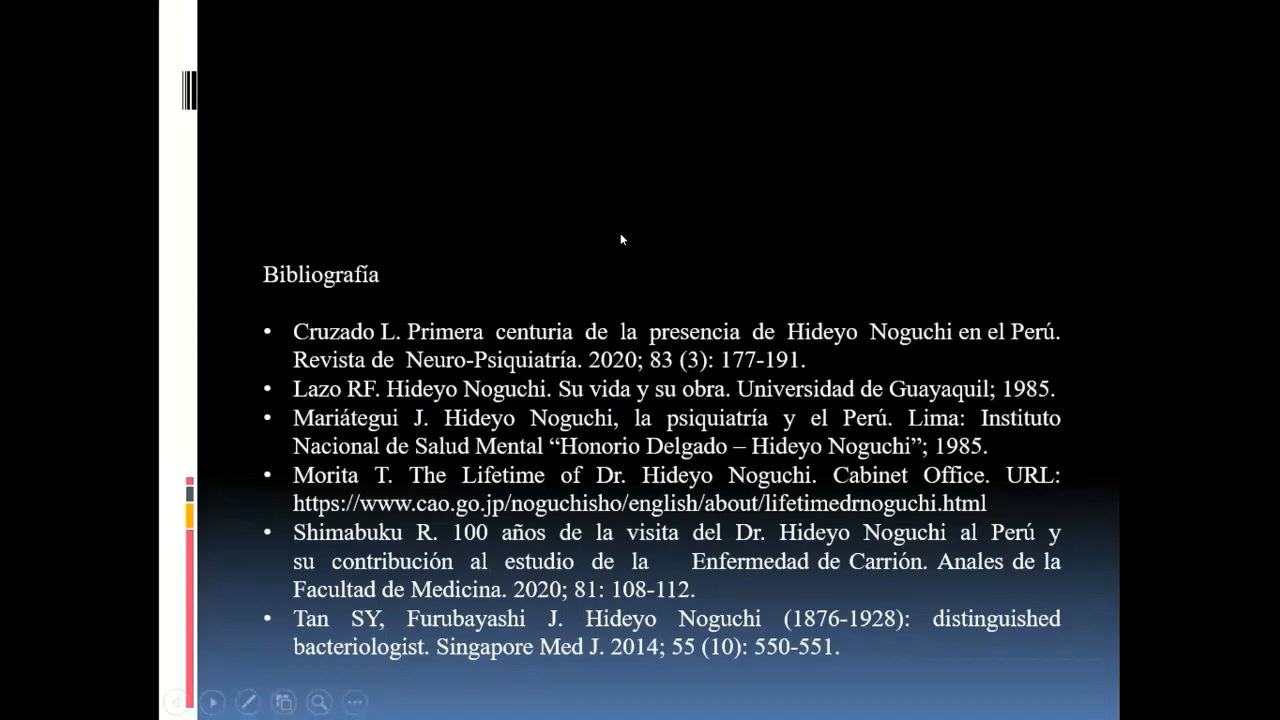 Bibliografía
• Cruzado L. Primera centuria de la presencia de Hideyo Noguchi en el Perú.
Revista de Neuro-Psiquiatría. 2020; 83 (3): 177-191.
• Lazo RF. Hideyo Noguchi. Su vida y su obra. Universidad de Guayaquil; 1985.
• Mariátegui J. Hideyo Noguchi, la psiquiatría y el Perú. Lima: Instituto
Nacional de Salud Mental “Honorio Delgado – Hideyo Noguchi”; 1985.
• Morita T. The Lifetime of Dr. Hideyo Noguchi. Cabinet Office. URL:
https://www.cao.go.jp/noguchisho/english/about/lifetimedrnoguchi.html
• Shimabuku R. 100 años de la visita del Dr. Hideyo Noguchi al Perú y
su contribución al estudio de la Enfermedad de Carrión. Anales de la
Facultad de Medicina. 2020; 81: 108-112.
• Tan SY, Furubayashi J. Hideyo Noguchi (1876-1928): distinguished
bacteriologist. Singapore Med J. 2014; 55 (10): 550-551.